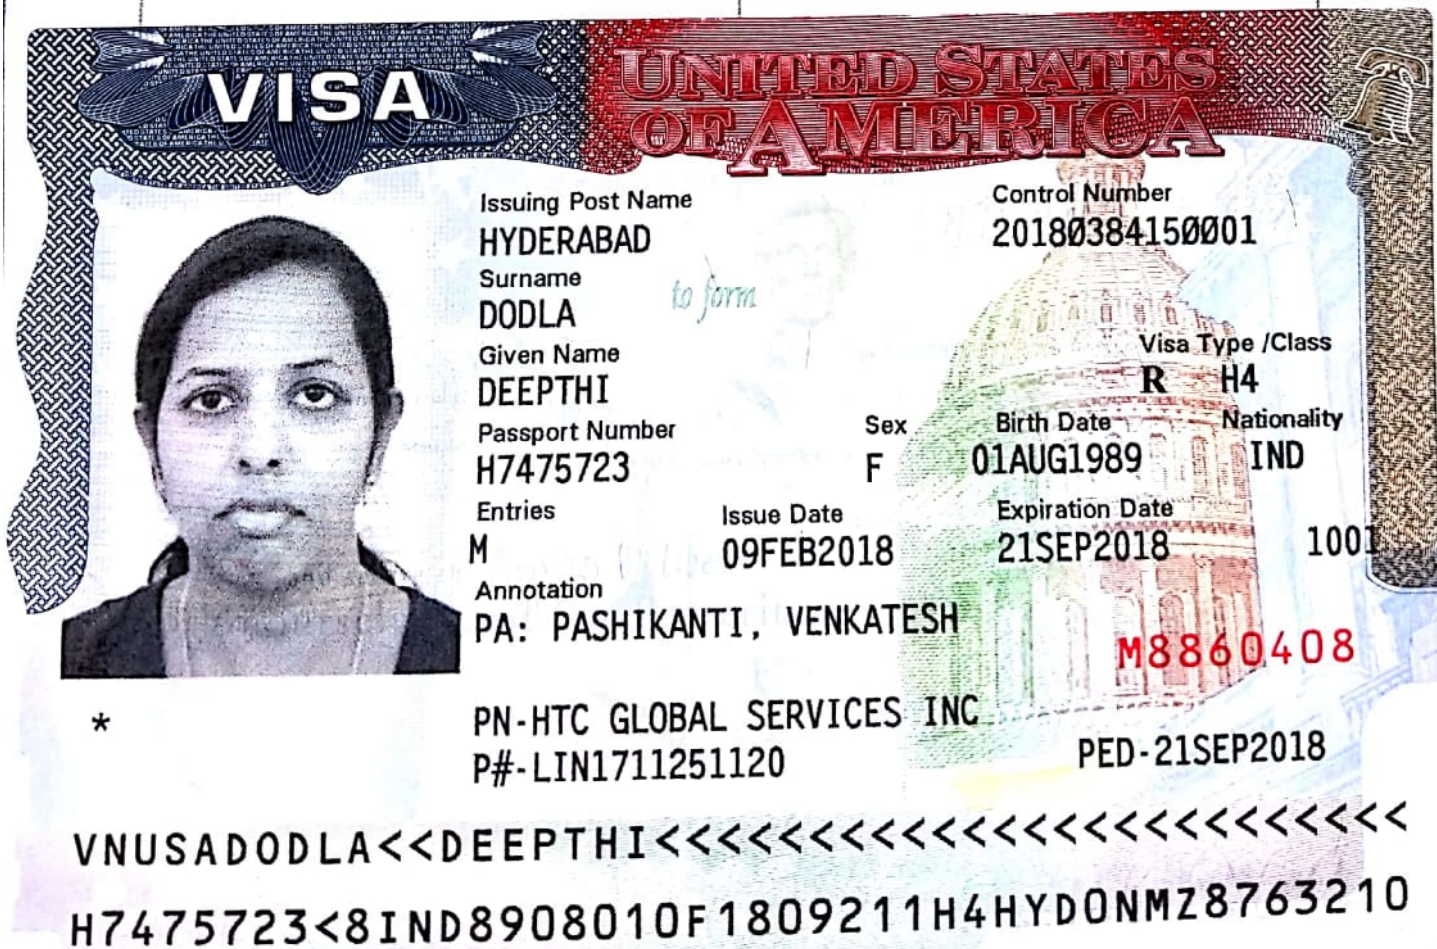 VISA
UNITED STATES
OF AMERICA
Issuing Post Name
HYDERABAD
Control Number
20180384150001
Surname
DODLA
to form
Given Name
DEEPTHI
Visa Type /Class
R H4
Passport Number
H7475723
Sex
F
Birth Date
01AUG1989
Nationality
IND
Entries
M
Issue Date
09FEB2018
Expiration Date
21SEP2018
1001
Annotation
PA: PASHIKANTI, VENKATESH
M8860408
*
PN-HTC GLOBAL SERVICES INC
P#-LIN1711251120
PED-21SEP2018
VNUSADODLA<<DEEPTHI<<<<<<<<<<<<<<<<<<<<<<<<<
H7475723<8IND8908010F1809211H4HYDONMZ8763210